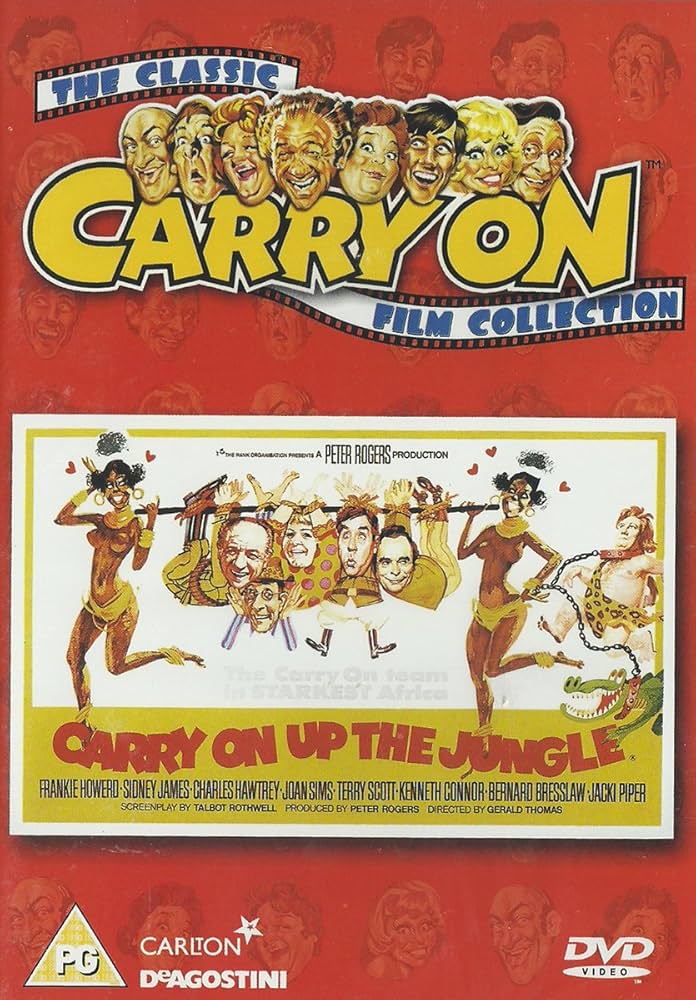 THE CLASSIC
CARRY ON
TM
FILM COLLECTION
THE RANK ORGANISATION PRESENTS A PETER ROGERS PRODUCTION
The Carry On team
in STARKEST Africa
CARRY ON UP THE JUNGLE
FRANKIE HOWERD · SIDNEY JAMES · CHARLES HAWTREY · JOAN SIMS · TERRY SCOTT · KENNETH CONNOR · BERNARD BRESSLAW · JACKI PIPER
SCREENPLAY BY TALBOT ROTHWELL PRODUCED BY PETER ROGERS DIRECTED BY GERALD THOMAS
PG
CARLTON
DeAGOSTINI
DVD
VIDEO
TM